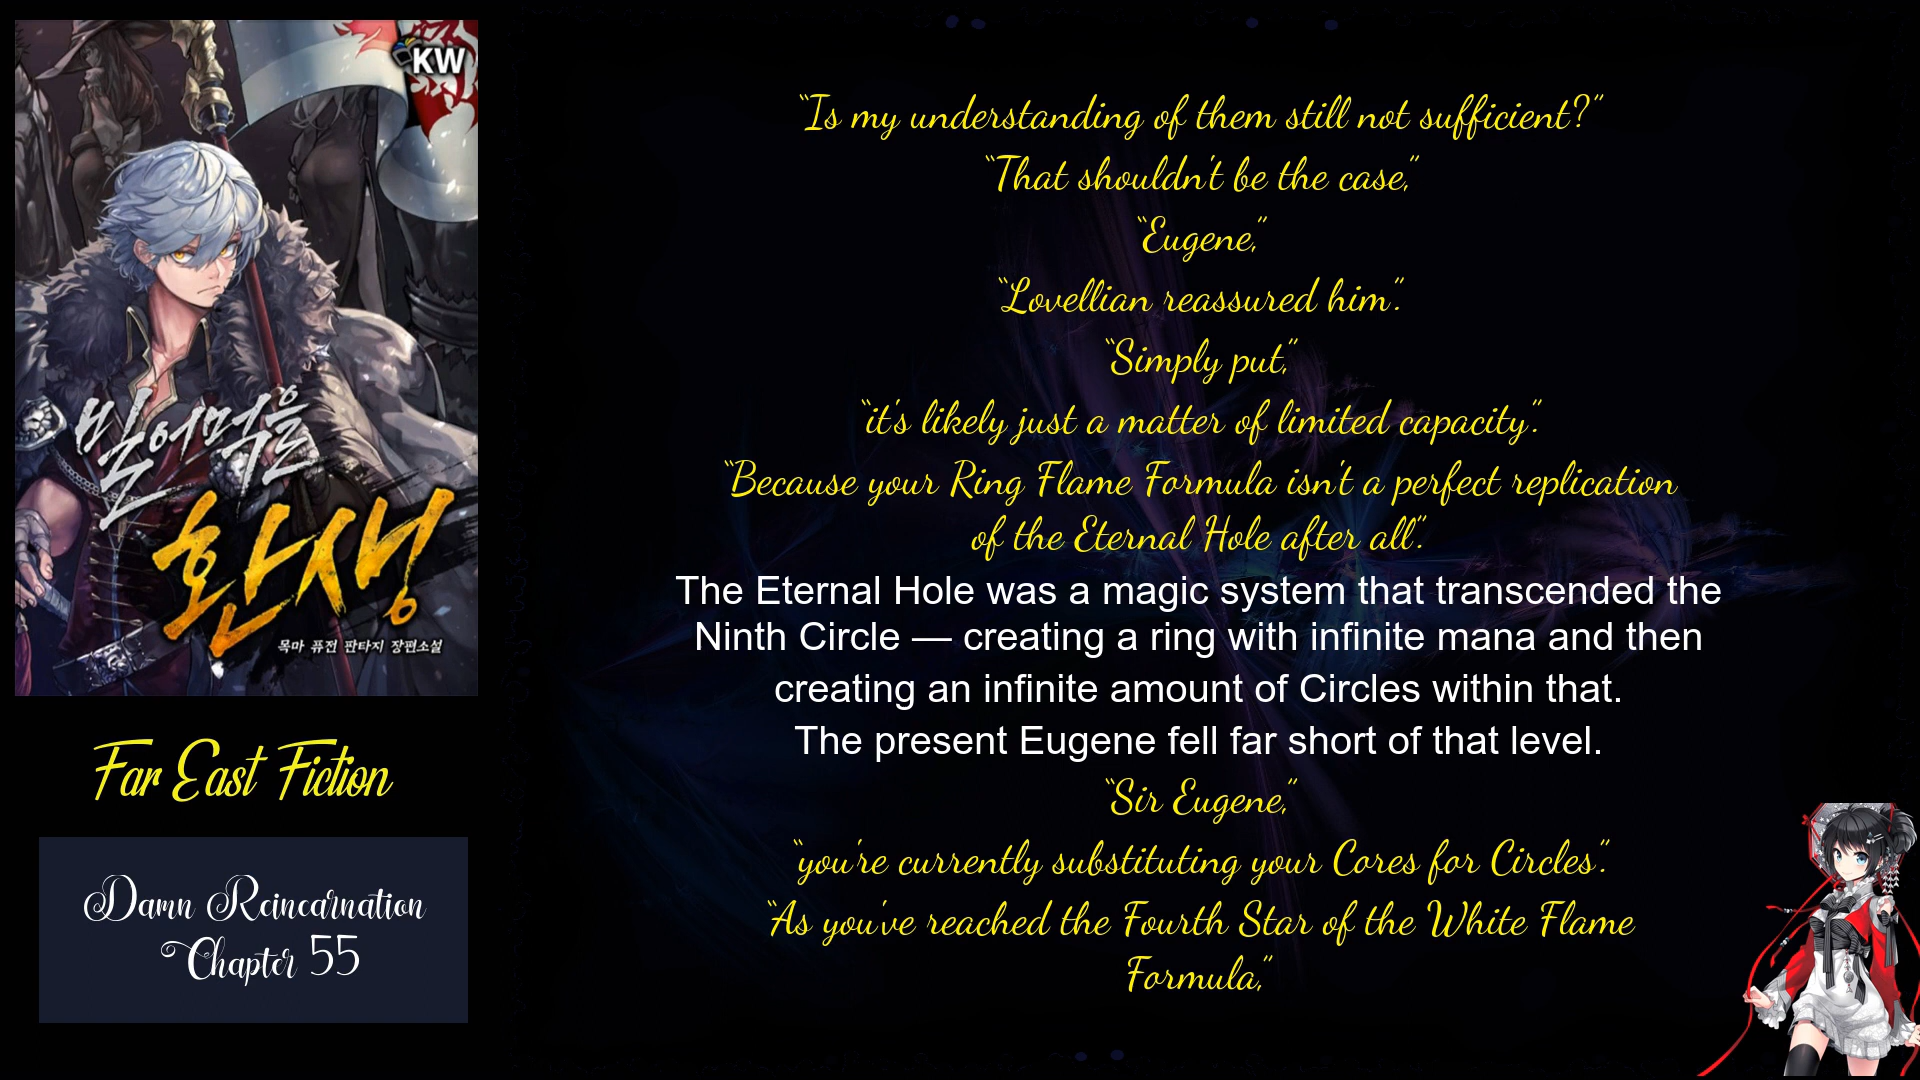 KW
빌어먹을
환생
목마 퓨전 판타지 장편소설
Far East Fiction
Damn Reincarnation
Chapter 55
“Is my understanding of them still not sufficient?”
“That shouldn't be the case,”
“Eugene,”
“Lovellian reassured him”.
“Simply put,”
“it's likely just a matter of limited capacity”.
“Because your Ring Flame Formula isn't a perfect replication
of the Eternal Hole after all”.
The Eternal Hole was a magic system that transcended the
Ninth Circle — creating a ring with infinite mana and then
creating an infinite amount of Circles within that.
The present Eugene fell far short of that level.
“Sir Eugene,”
“you're currently substituting your Cores for Circles”.
“As you've reached the Fourth Star of the White Flame
Formula,”